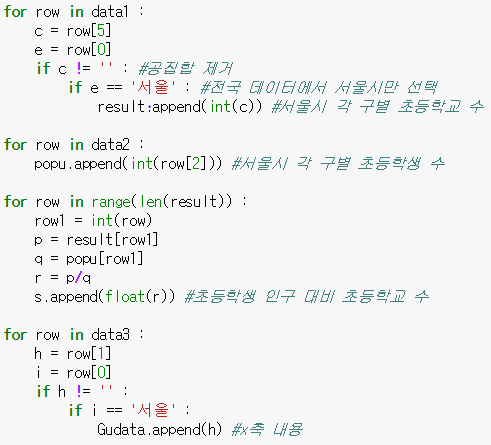 for row in data1 :
    c = row[5]
    e = row[0]
    if c != '' : #공집합 제거
        if e == '서울' : #전국 데이터에서 서울시만 선택
            result:append(int(c)) #서울시 각 구별 초등학교 수

for row in data2 :
    popu.append(int(row[2])) #서울시 각 구별 초등학생 수

for row in range(len(result)) :
    row1 = int(row)
    p = result[row1]
    q = popu[row1]
    r = p/q
    s.append(float(r)) #초등학생 인구 대비 초등학교 수

for row in data3 :
    h = row[1]
    i = row[0]
    if h != '' :
        if i == '서울' :
            Gudata.append(h) #x축 내용